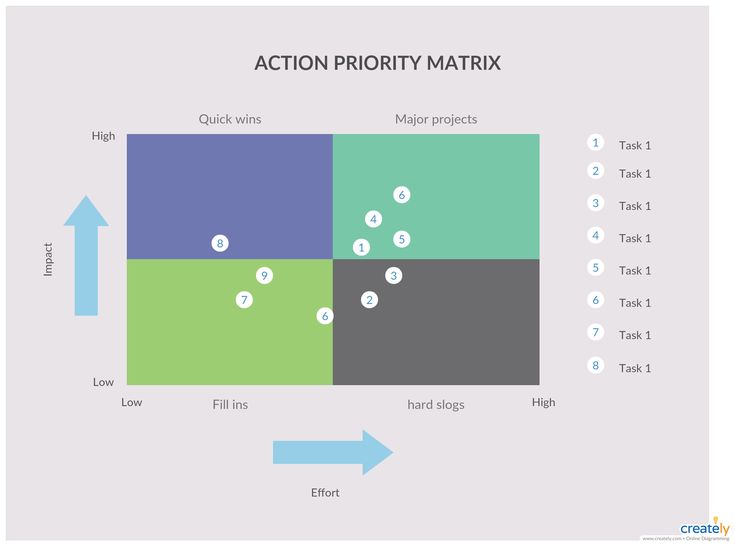 ACTION PRIORITY MATRIX
Quick wins
Major projects
High
1 Task 1
2 Task 1
6
3 Task 1
4
4 Task 1
5
8
1
Impact
5 Task 1
9
3
7
2
6 Task 1
6
7 Task 1
8 Task 1
Low
Low
Fill ins
hard slogs
High
Effort
creately
www.creately.com • Online Diagramming